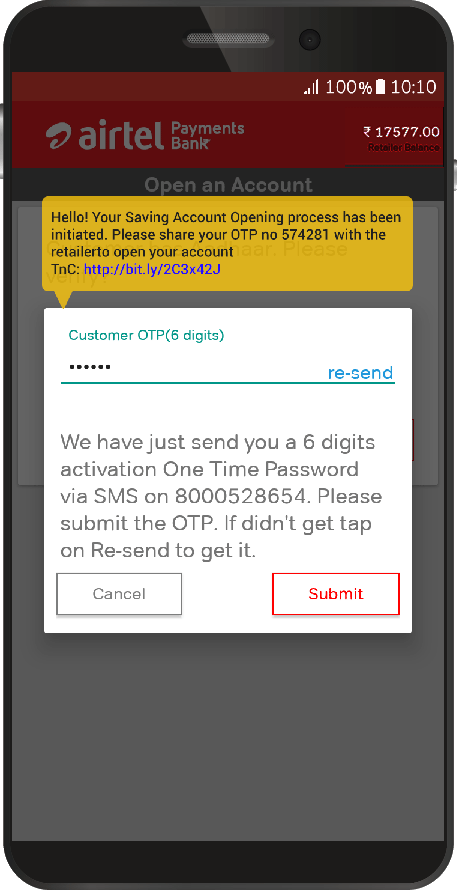 100% 10:10
airtel Payments Bank
₹ 17577.00
Retailer Balance
Open an Account
Hello! Your Saving Account Opening process has been
initiated. Please share your OTP no 574281 with the
retailerto open your account
TnC: http://bit.ly/2C3x42J
Customer OTP(6 digits)
••••••
re-send
We have just send you a 6 digits
activation One Time Password
via SMS on 8000528654. Please
submit the OTP. If didn't get tap
on Re-send to get it.
Cancel
Submit